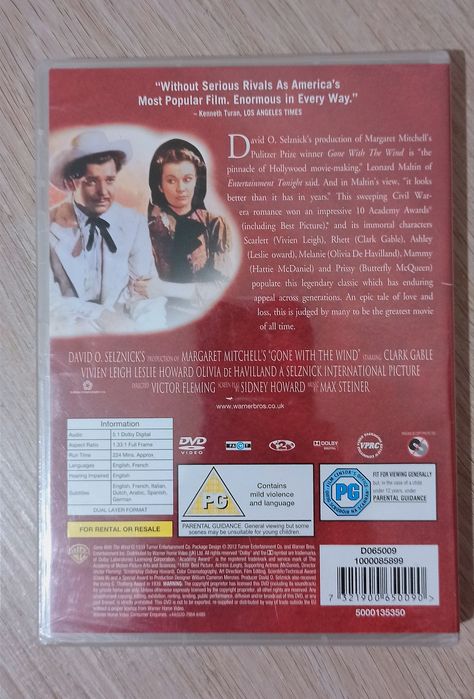 “Without Serious Rivals As America's
Most Popular Film. Enormous in Every Way.”
– Kenneth Turan, LOS ANGELES TIMES
David O. Selznick's production of Margaret Mitchell's
Pulitzer Prize winner Gone With The Wind is “the
pinnacle of Hollywood movie-making,” Leonard Maltin of
Entertainment Tonight said. And in Maltin's view, “it looks
better than it has in years.” This sweeping Civil War-
era romance won an impressive 10 Academy Awards®
(including Best Picture), and its immortal characters
Scarlett (Vivien Leigh), Rhett (Clark Gable), Ashley
(Leslie oward), Melanie (Olivia De Havilland), Mammy
(Hattie McDaniel) and Prissy (Butterfly McQueen)
populate this legendary classic which has enduring
appeal across generations. An epic tale of love and
loss, this is judged by many to be the greatest movie
of all time.
DAVID O. SELZNICK'S PRODUCTION OF MARGARET MITCHELL'S “GONE WITH THE WIND” STARRING CLARK GABLE
VIVIEN LEIGH LESLIE HOWARD OLIVIA DE HAVILLAND A SELZNICK INTERNATIONAL PICTURE
DIRECTED VICTOR FLEMING SCREEN PLAY SIDNEY HOWARD MUSIC MAX STEINER
www.warnerbros.co.uk
Information
Audio 5.1 Dolby Digital
Aspect Ratio 1.33:1 Full Frame
Run Time 224 Mins. Approx.
Languages English, French
Hearing Impaired English
Subtitles English, French, Italian,
Dutch, Arabic, Spanish,
German
DUAL LAYER FORMAT
FOR RENTAL OR RESALE
DVD
VIDEO
FACT
2
DOLBY
DIGITAL
VPRC
PG
Contains
mild violence
and language
PARENTAL GUIDANCE: General viewing but some
scenes may be unsuitable for young children.
PG
FIT FOR VIEWING GENERALLY
but, in the case of a child
under 12 years, under
PARENTAL GUIDANCE
D065009
1000085899
7 321900 650090 >
5000135350